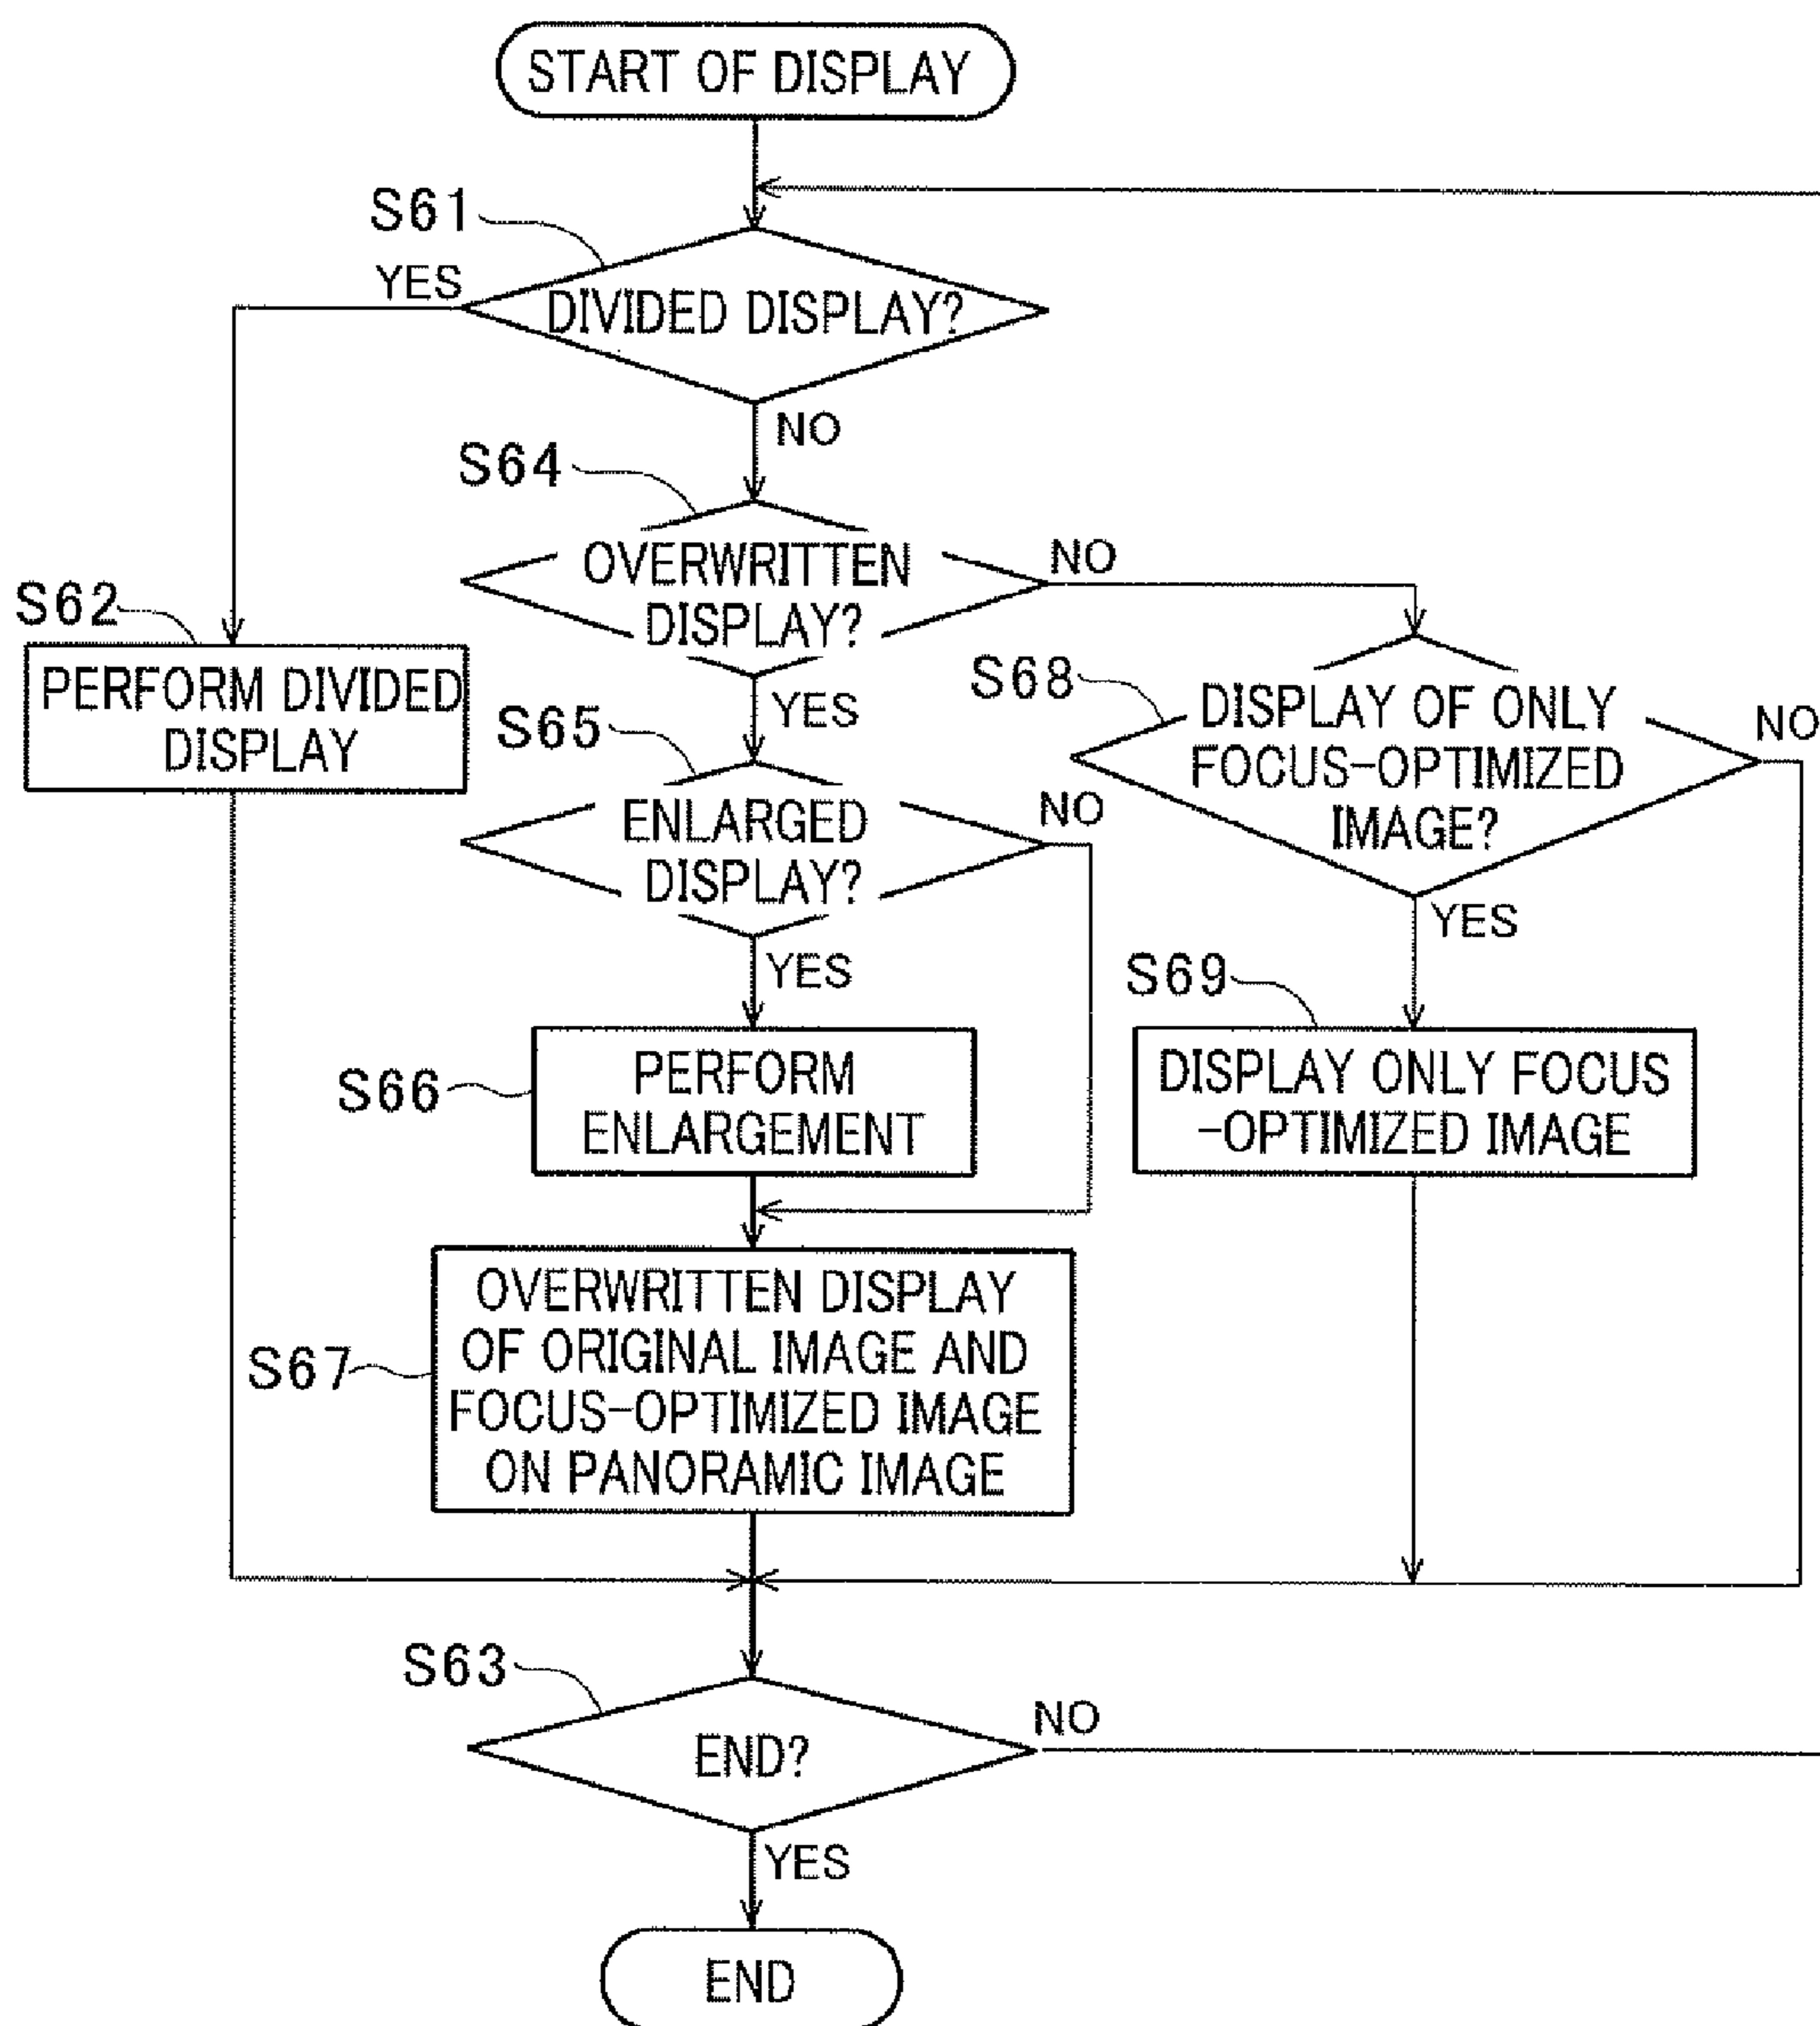 START OF DISPLAY
S61
YES
DIVIDED DISPLAY?
NO
S64
OVERWRITTEN
DISPLAY?
NO
S62
PERFORM DIVIDED
DISPLAY
YES
S68
DISPLAY OF ONLY
FOCUS-OPTIMIZED
IMAGE?
NO
S65
ENLARGED
DISPLAY?
NO
YES
YES
S66
PERFORM
ENLARGEMENT
S69
DISPLAY ONLY FOCUS
-OPTIMIZED IMAGE
S67
OVERWRITTEN DISPLAY
OF ORIGINAL IMAGE AND
FOCUS-OPTIMIZED IMAGE
ON PANORAMIC IMAGE
S63
END?
NO
YES
END